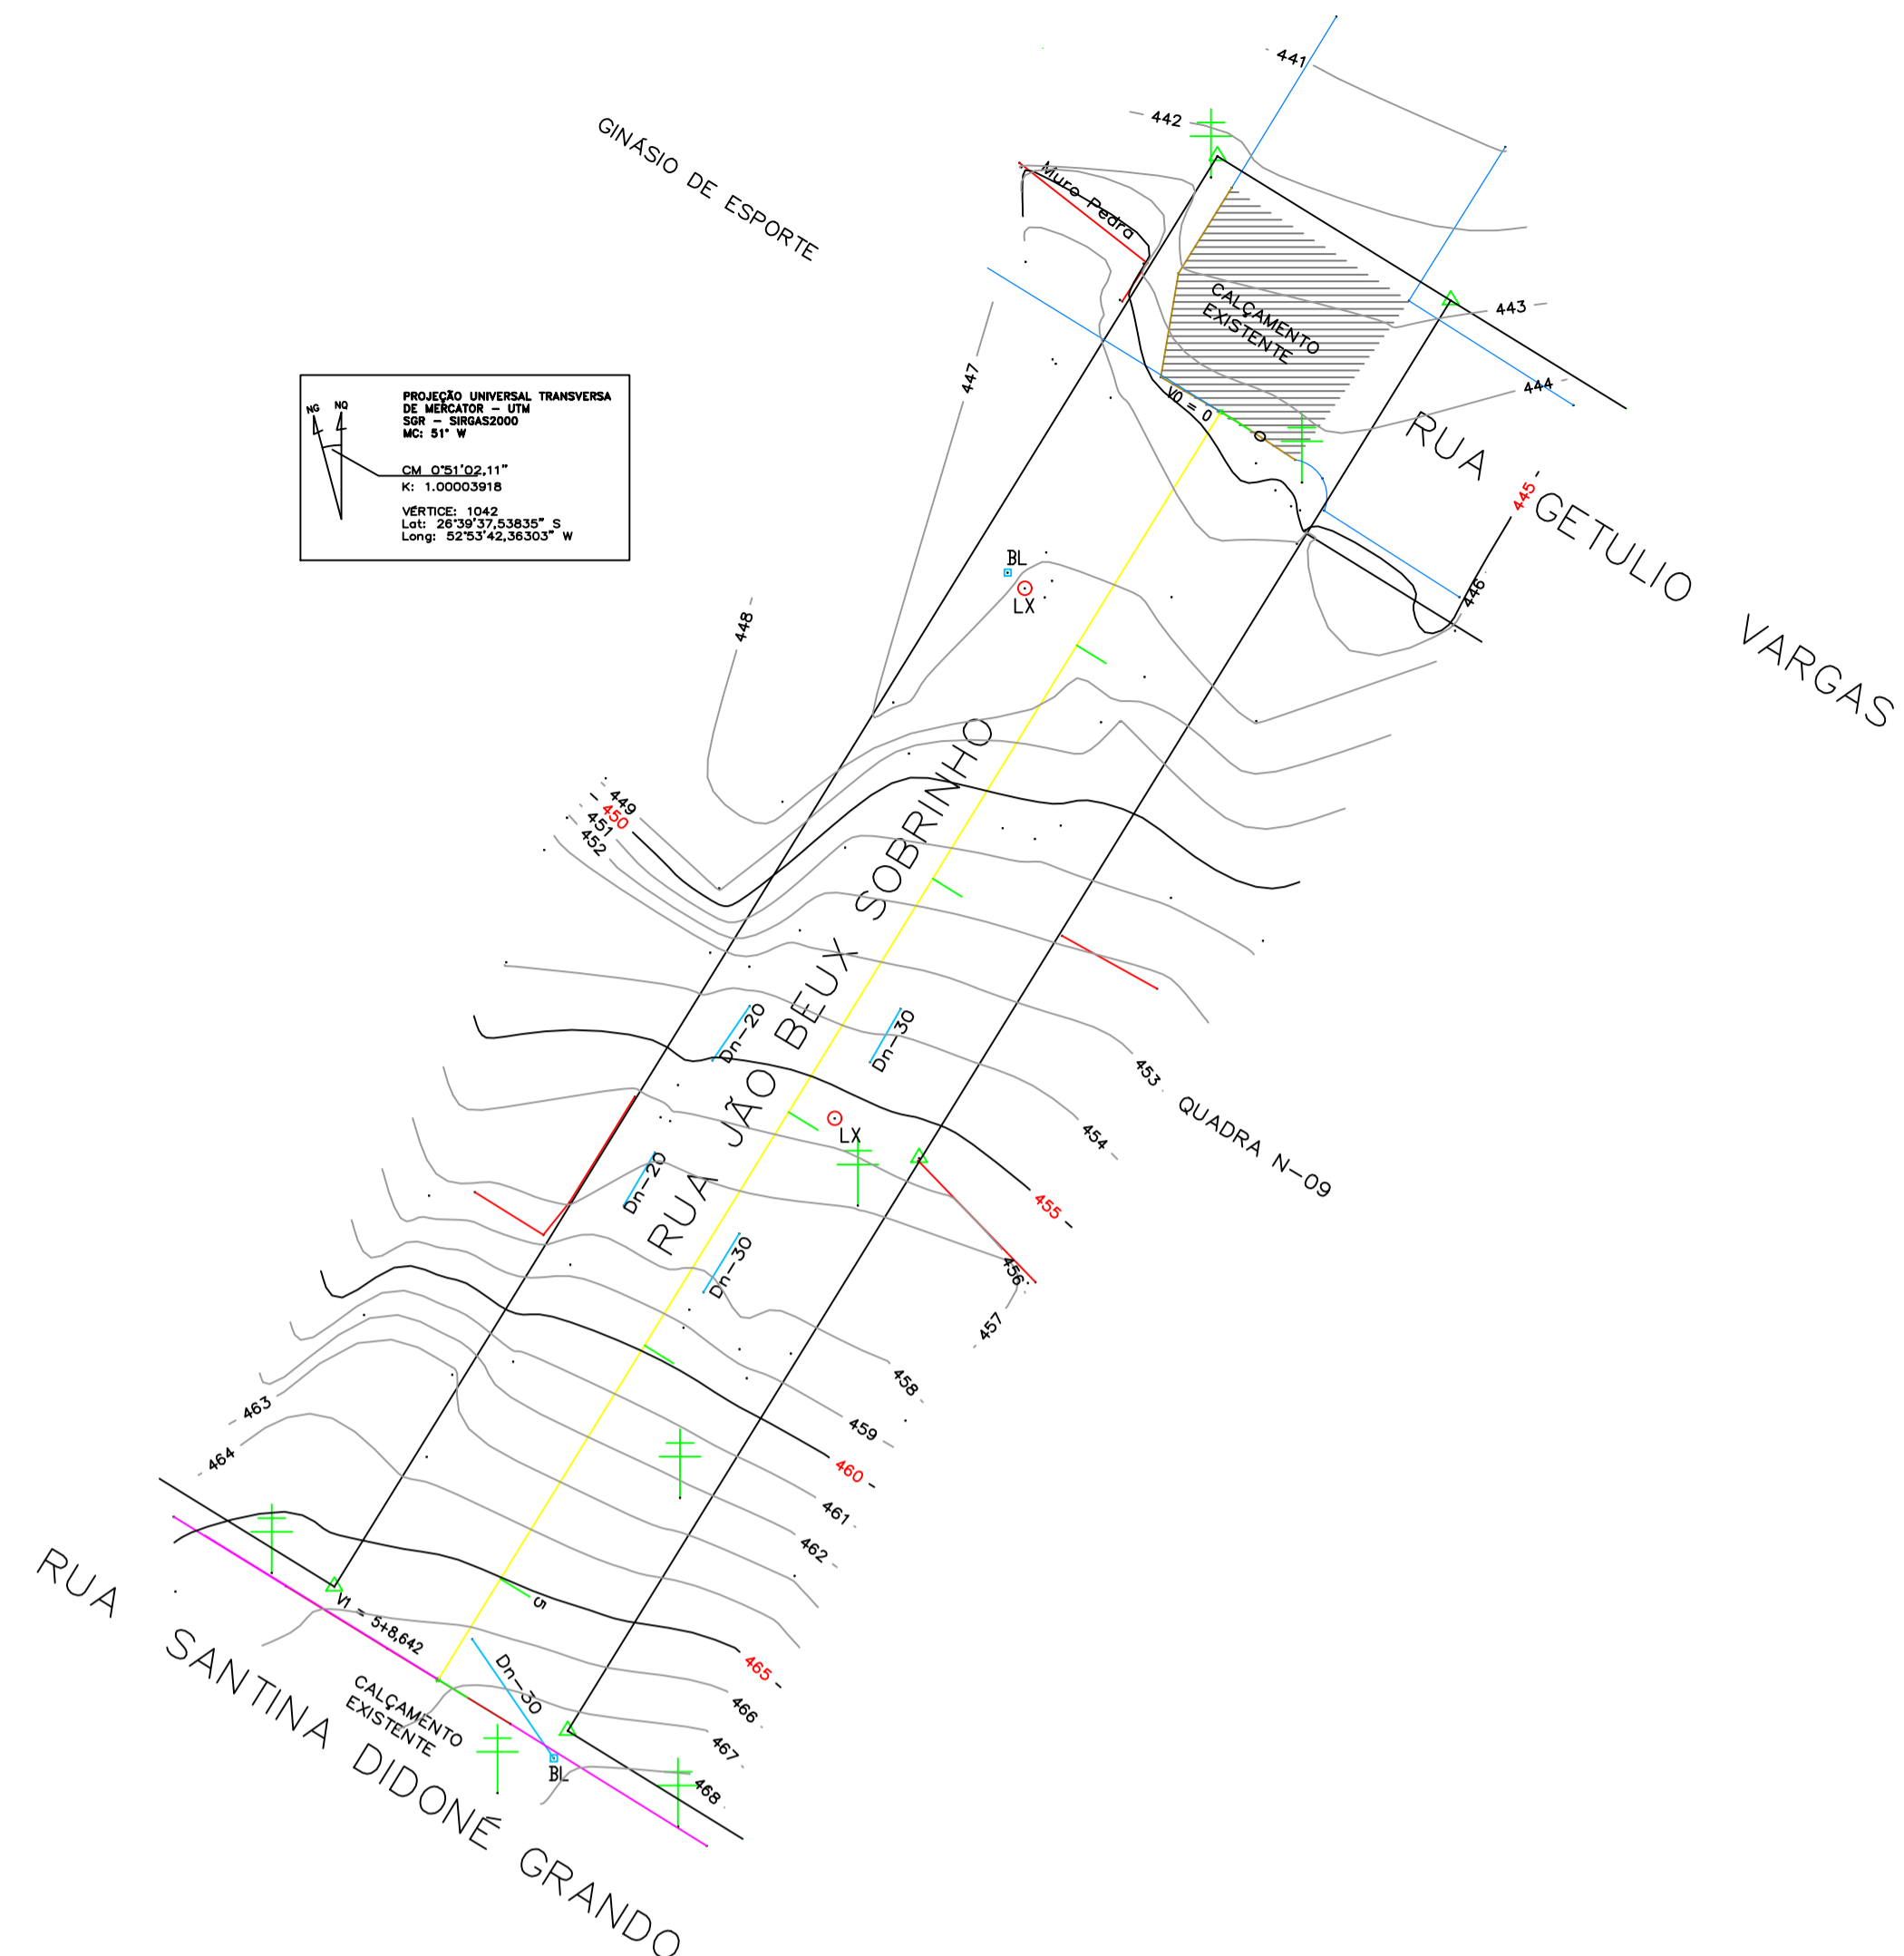 441
442
GINÁSIO DE ESPORTE
Muro Pedra
CALÇAMENTO
EXISTENTE
443
447
444
V0 = 0
0
RUA GETULIO VARGAS
445
446
NG NQ
PROJEÇÃO UNIVERSAL TRANSVERSA
DE MERCATOR – UTM
SGR – SIRGAS2000
MC: 51° W
CM 0°51'02,11"
K: 1.00003918
VÉRTICE: 1042
Lat: 26°39'37,53835" S
Long: 52°53'42,36303" W
BL
LX
448
449
450
451
452
RUA JÃO BEUX SOBRINHO
Dn-20
Dn-30
453
QUADRA N-09
454
LX
Dn-20
455
Dn-30
456
457
458
463
459
464
460
461
462
RUA SANTINA DIDONÉ GRANDO
V1 = 5+8,642
5
465
Dn-30
CALÇAMENTO
EXISTENTE
466
467
BL
468